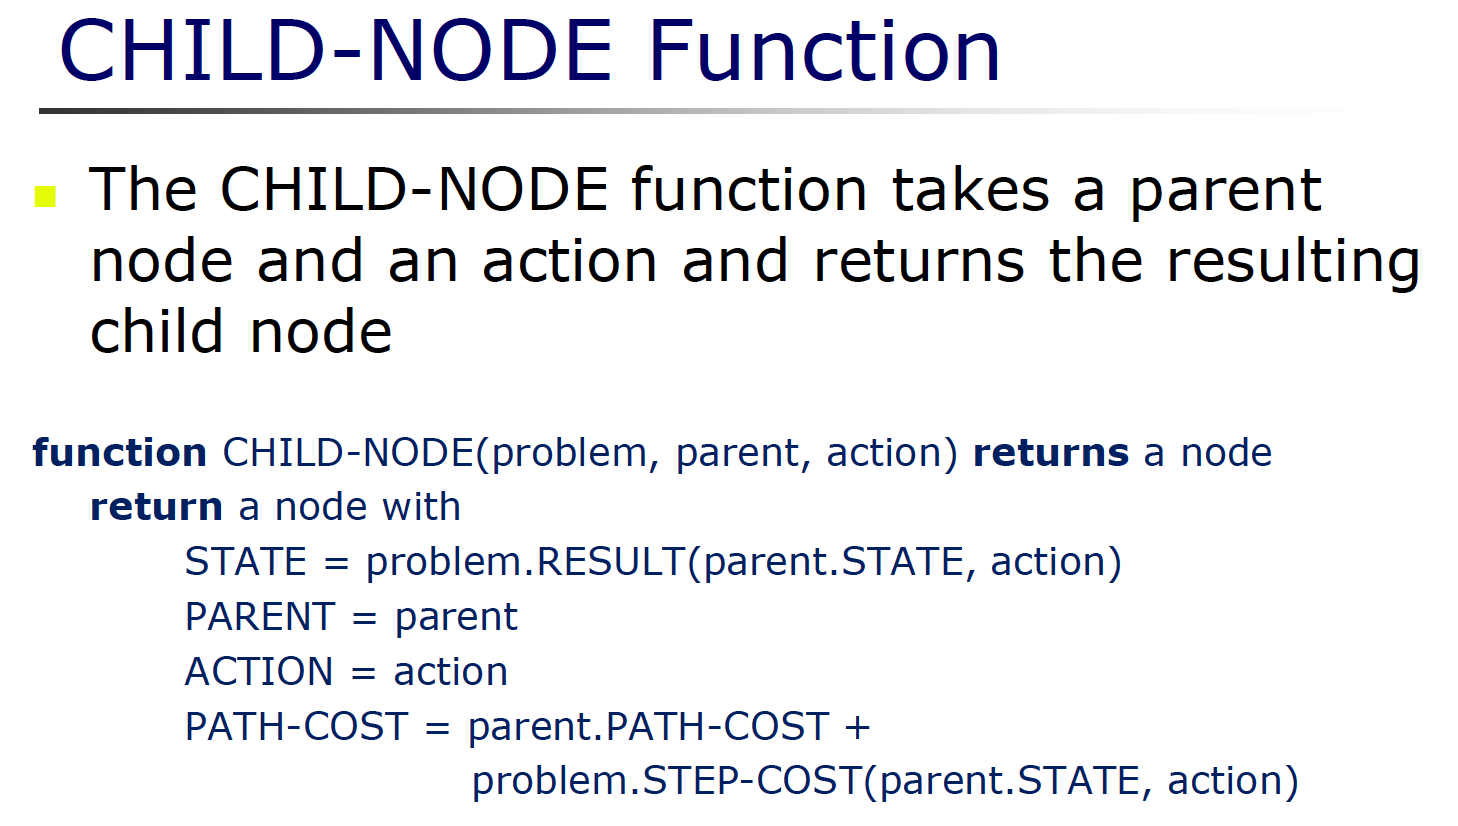 CHILD-NODE Function
The CHILD-NODE function takes a parent
node and an action and returns the resulting
child node
function CHILD-NODE(problem, parent, action) returns a node
return a node with
STATE = problem.RESULT(parent.STATE, action)
PARENT = parent
ACTION = action
PATH-COST = parent.PATH-COST +
problem.STEP-COST(parent.STATE, action)